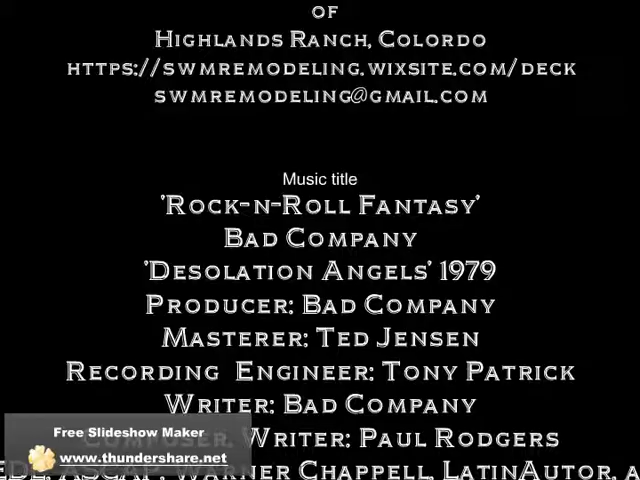 of
Highlands Ranch, Colordo
https://swmremodeling.wixsite.com/deck
swmremodeling@gmail.com
Music title
'Rock-n-Roll Fantasy'
Bad Company
'Desolation Angels' 1979
Producer: Bad Company
Masterer: Ted Jensen
Recording Engineer: Tony Patrick
Writer: Bad Company
Composer, Writer: Paul Rodgers
ASCAP, Warner Chappell, LatinAutor, a
Free Slideshow Maker
www.thundershare.net